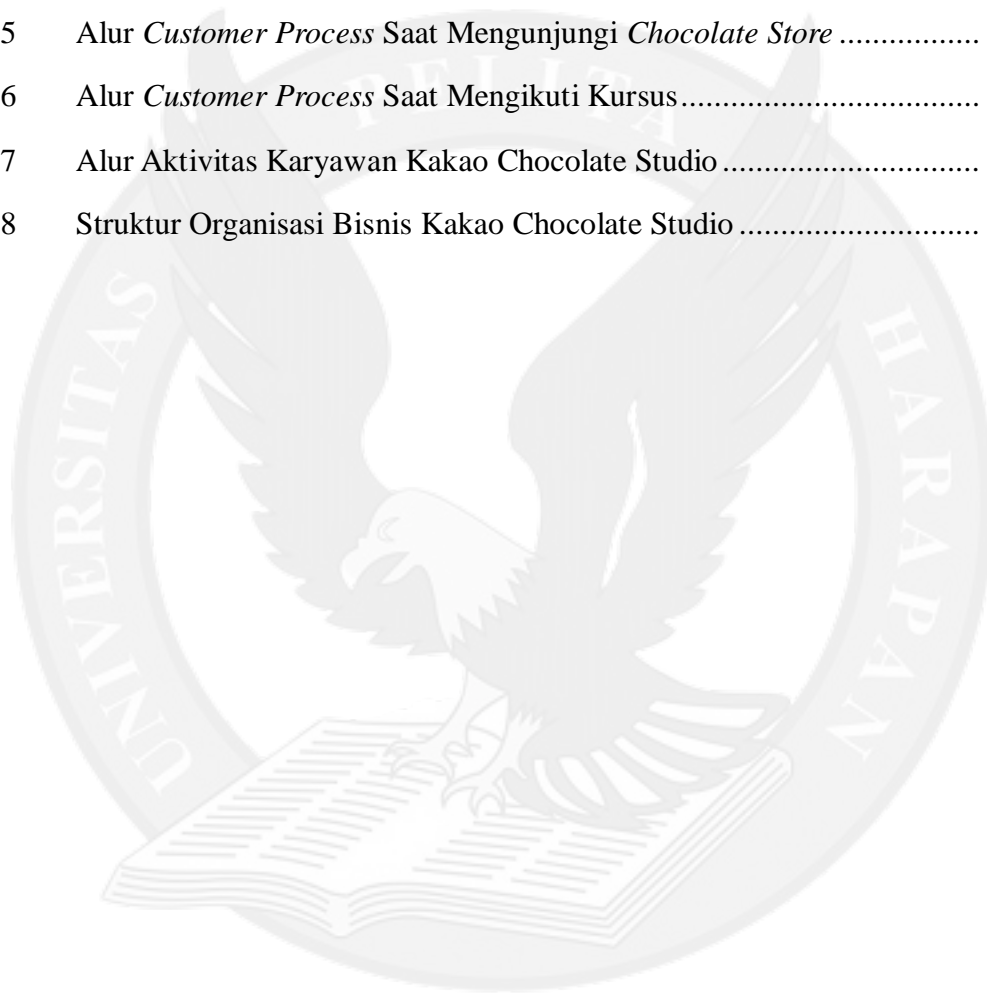 5 Alur Customer Process Saat Mengunjungi Chocolate Store .................
6 Alur Customer Process Saat Mengikuti Kursus ....................................
7 Alur Aktivitas Karyawan Kakao Chocolate Studio ...............................
8 Struktur Organisasi Bisnis Kakao Chocolate Studio .............................
UNIVERSITAS PELITA HARAPAN